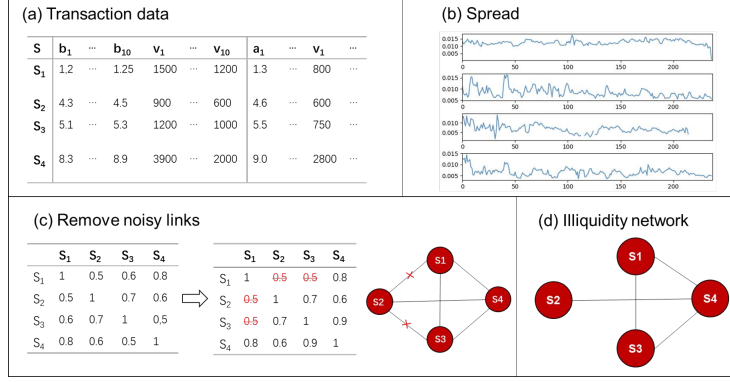 (a) Transaction data
S b1 ... b10 v1 ... v10 a1 ... v1 ...
S1 1,2 ... 1.25 1500 ... 1200 1.3 ... 800 ...
S2 4.3 ... 4.5 900 ... 600 4.6 ... 600 ...
S3 5.1 ... 5.3 1200 ... 1000 5.5 ... 750 ...
S4 8.3 ... 8.9 3900 ... 2000 9.0 ... 2800 ...
(b) Spread
0.015
0.010
0 50 100 150 200
0.015
0.010
0.005
0 50 100 150 200
0.010
0.005
0 50 100 150 200
0.015
0.010
0.005
0 50 100 150 200
(c) Remove noisy links
S1 S2 S3 S4
S1 1 0.5 0.6 0.8
S2 0.5 1 0.7 0.6
S3 0.6 0.7 1 0,5
S4 0.8 0.6 0.5 1
S1 S2 S3 S4
S1 1 0.5 0.5 0.8
S2 0.5 1 0.7 0.6
S3 0.5 0.7 1 0.9
S4 0.8 0.6 0.9 1
S1
S2
S4
S3
(d) Illiquidity network
S1
S2
S4
S3